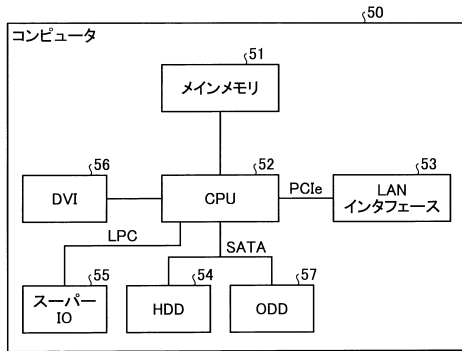 50
コンピュータ
51
メインメモリ
56
DVI
52
CPU
PCIe
53
LAN
インタフェース
LPC
SATA
55
スーパー
IO
54
HDD
57
ODD